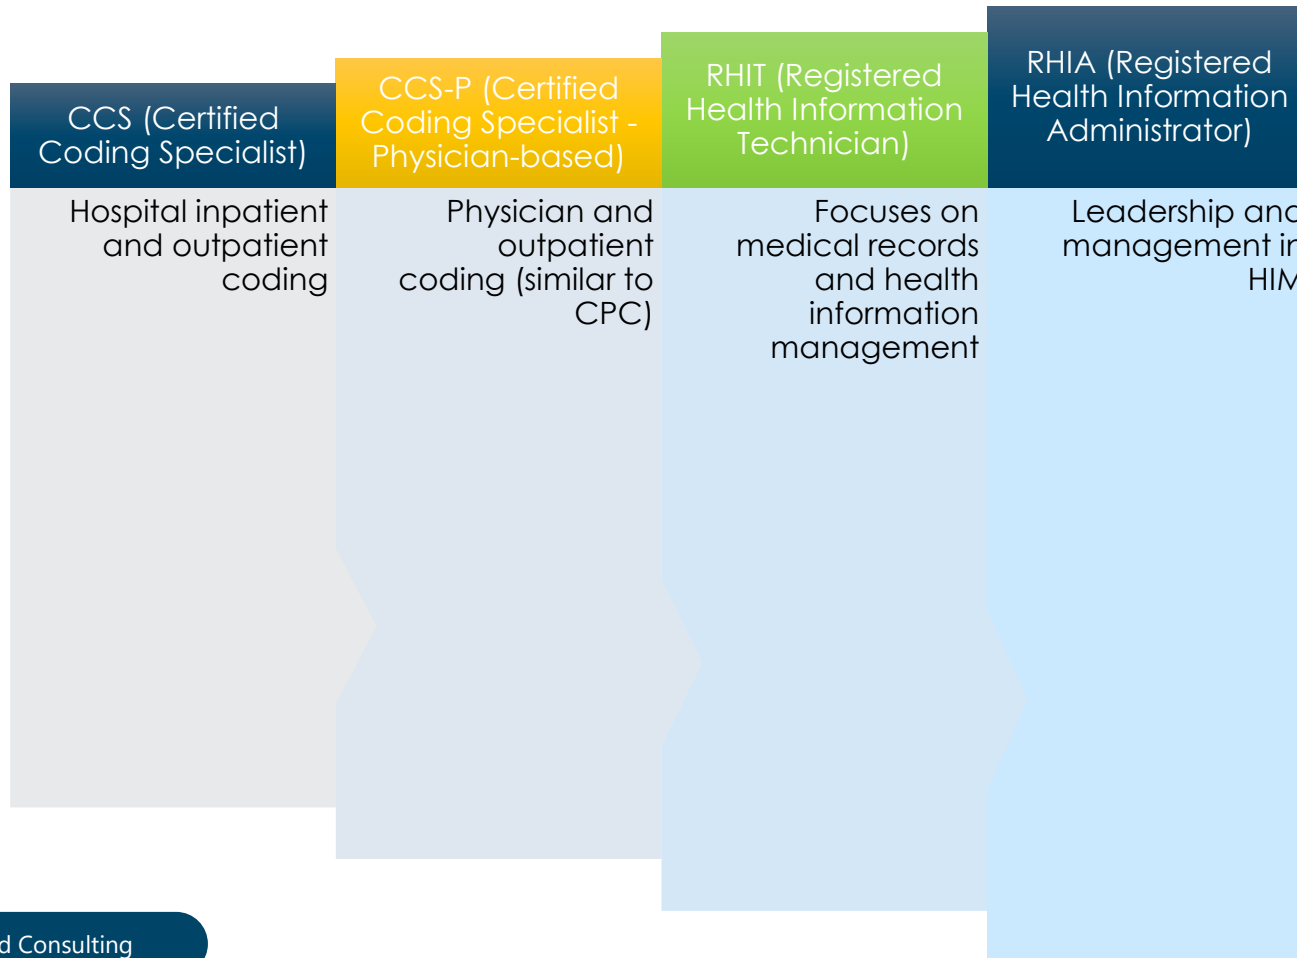 CCS (Certified
Coding Specialist)
Hospital inpatient
and outpatient
coding
CCS-P (Certified
Coding Specialist -
Physician-based)
Physician and
outpatient
coding (similar to
CPC)
RHIT (Registered
Health Information
Technician)
Focuses on
medical records
and health
information
management
RHIA (Registered
Health Information
Administrator)
Leadership and
management in
HIM
d Consulting